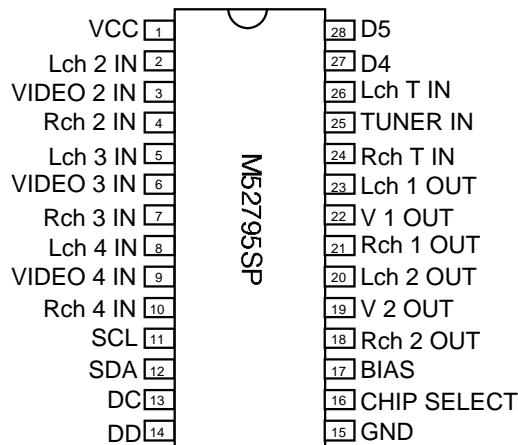 VCC 1 28 D5
Lch 2 IN 2 27 D4
VIDEO 2 IN 3 26 Lch T IN
Rch 2 IN 4 25 TUNER IN
Lch 3 IN 5 24 Rch T IN
VIDEO 3 IN 6 23 Lch 1 OUT
Rch 3 IN 7 22 V 1 OUT
Lch 4 IN 8 21 Rch 1 OUT
VIDEO 4 IN 9 20 Lch 2 OUT
Rch 4 IN 10 19 V 2 OUT
SCL 11 18 Rch 2 OUT
SDA 12 17 BIAS
DC 13 16 CHIP SELECT
DD 14 15 GND
M52795SP